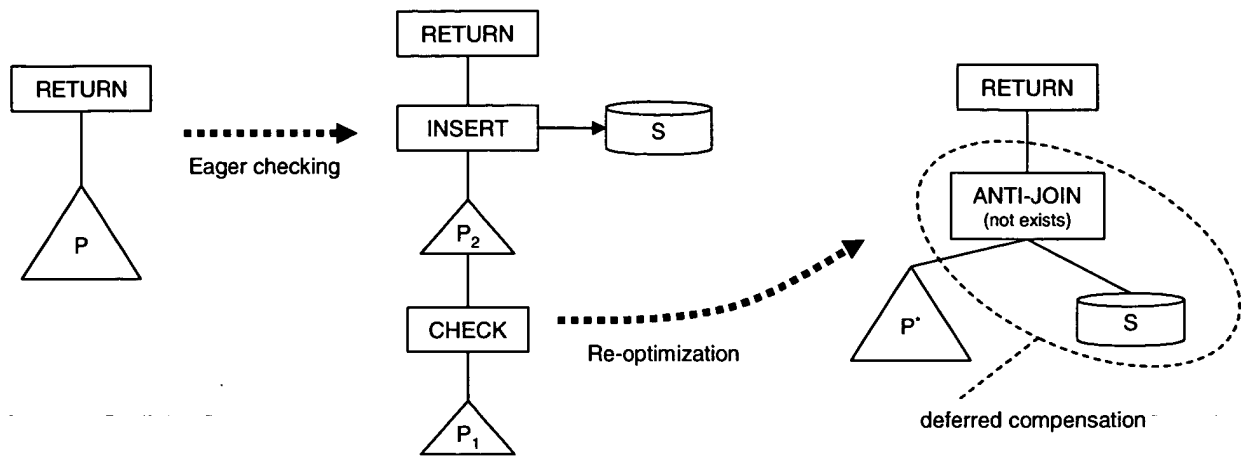 RETURN
P
Eager checking
RETURN
INSERT
S
P₂
CHECK
P₁
Re-optimization
RETURN
ANTI-JOIN
(not exists)
P*
S
deferred compensation